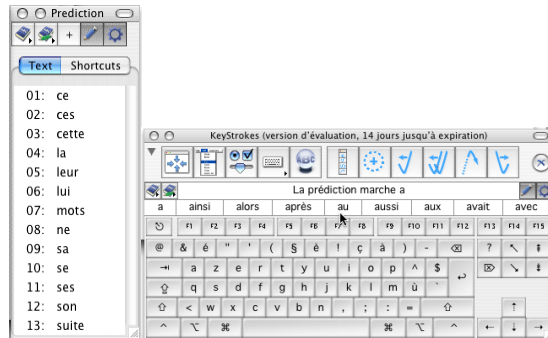 Prediction
+
Text Shortcuts
01: ce
02: ces
03: cette
04: la
05: leur
06: lui
07: mots
08: ne
09: sa
10: se
11: ses
12: son
13: suite
KeyStrokes (version d'évaluation, 14 jours jusqu'à expiration)
ABC
La prédiction marche a
a ainsi alors après au aussi aux avait avec
F1 F2 F3 F4 F5 F6 F7 F8 F9 F10 F11 F12 F13 F14 F15
@ & é " ' ( § è ! ç à ) - ?
a z e r t y u i o p ^ $
q s d f g h j k l m ù `
< w x c v b n , ; : =
^ ⌥ ⌘ ⌘ ⌥ ^